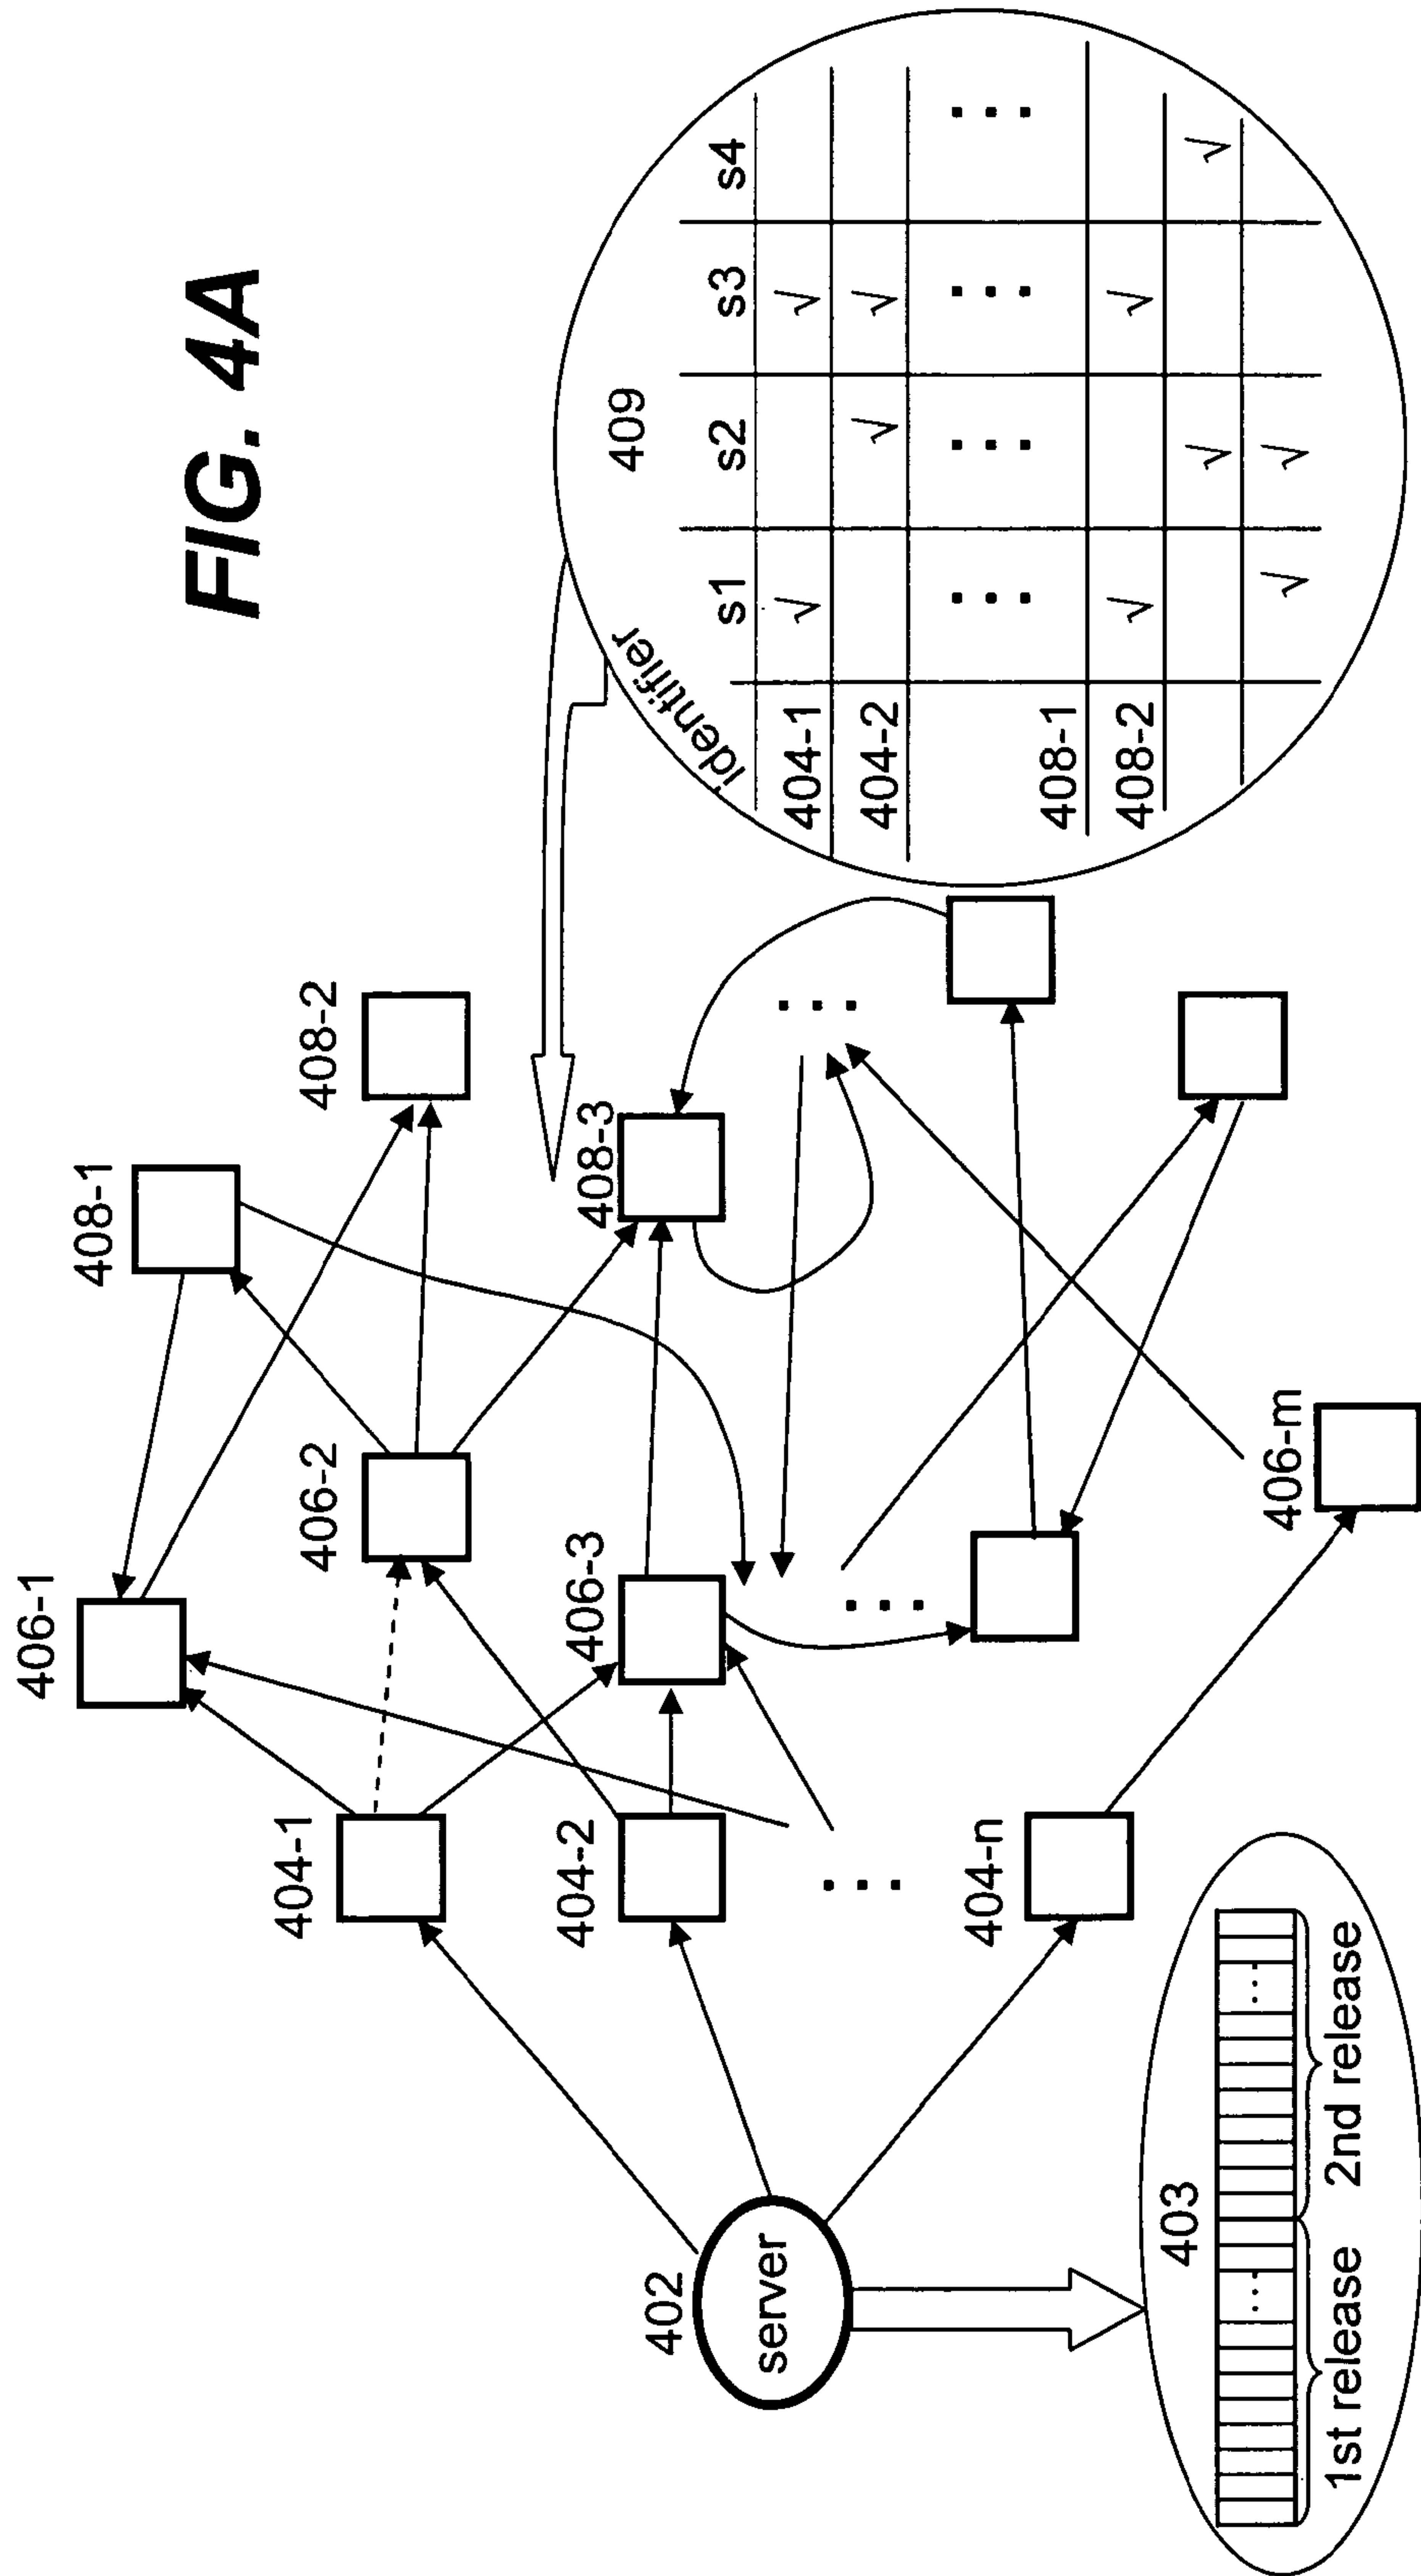 FIG. 4A
406-1
408-1
406-2
408-2
404-1
406-3
408-3
404-2
...
...
...
404-n
406-m
402
server
403
... ...
1st release 2nd release
409
identifier
s1 s2 s3 s4
404-1 √ √
404-2 √ √
... ... ... ...
408-1
408-2 √ √
√ √
√ √